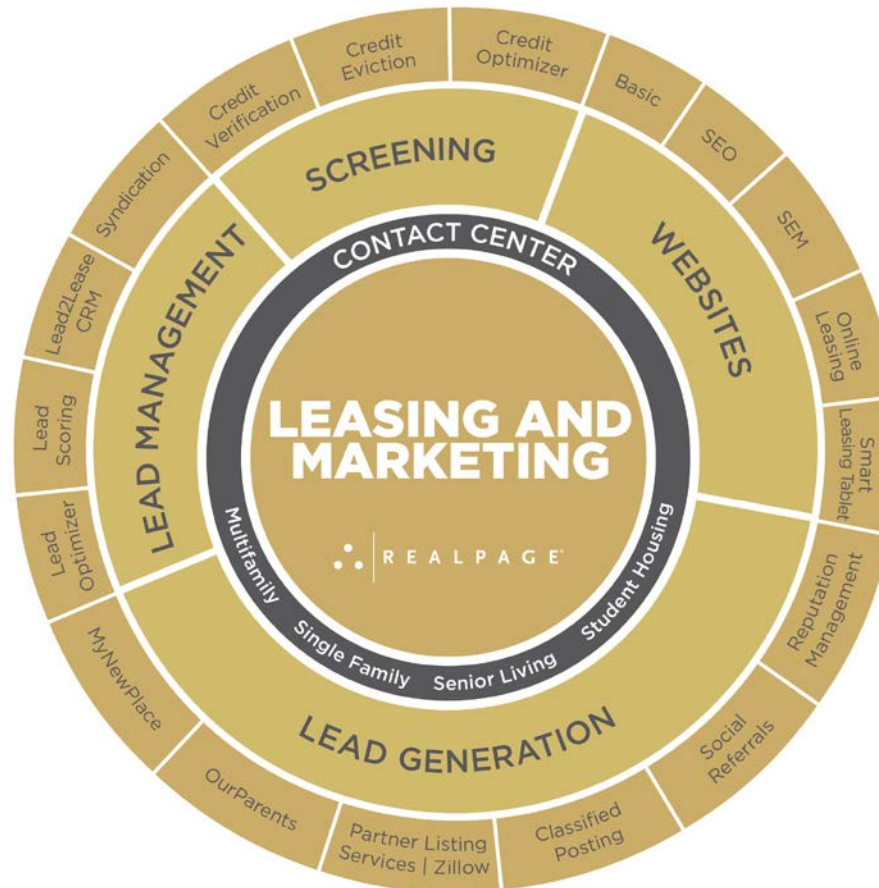 LEASING AND
MARKETING
REALPAGE®
CONTACT CENTER
Multifamily
Single Family
Senior Living
Student Housing
SCREENING
Credit
Verification
Credit
Eviction
Credit
Optimizer
WEBSITES
Basic
SEO
SEM
Online
Leasing
Smart
Leasing Tablet
LEAD GENERATION
Reputation
Management
Social
Referrals
Classified
Posting
Partner Listing
Services | Zillow
OurParents
MyNewPlace
LEAD MANAGEMENT
Lead
Optimizer
Lead
Scoring
Lead2Lease
CRM
Syndication